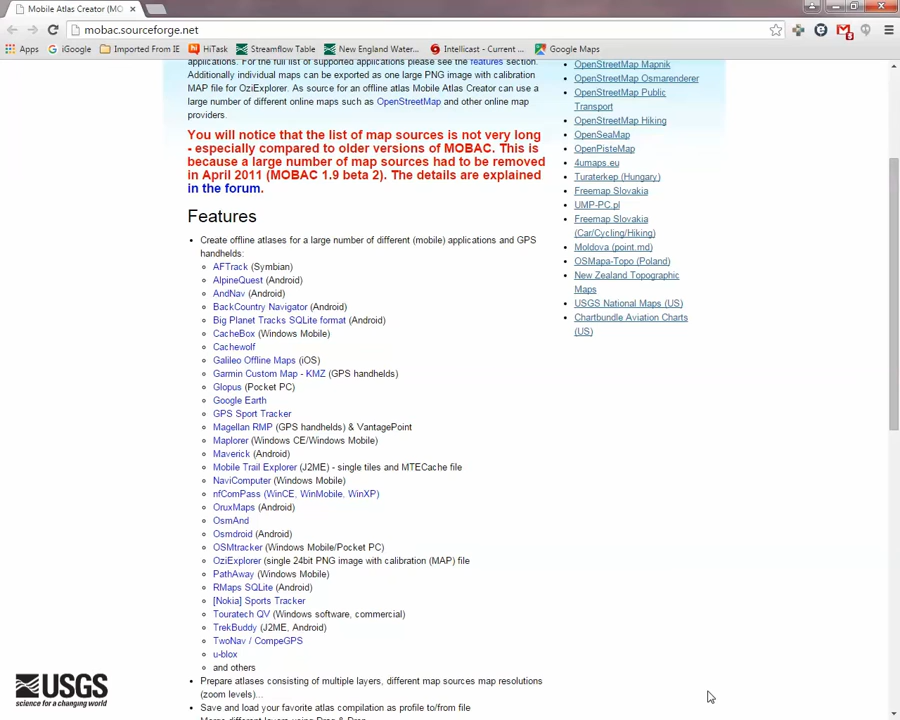 Mobile Atlas Creator (MO
mobac.sourceforge.net
Apps
iGoogle
Imported From IE
HiTask
Streamflow Table
New England Water...
Intellicast - Current ...
Google Maps
applications. For the full list of supported applications please see the features section.
Additionally individual maps can be exported as one large PNG image with calibration
MAP file for OziExplorer. As source for an offline atlas Mobile Atlas Creator can use a
large number of different online maps such as OpenStreetMap and other online map
providers.
You will notice that the list of map sources is not very long
- especially compared to older versions of MOBAC. This is
because a large number of map sources had to be removed
in April 2011 (MOBAC 1.9 beta 2). The details are explained
in the forum.
Features
Create offline atlases for a large number of different (mobile) applications and GPS
handhelds:
AFTrack (Symbian)
AlpineQuest (Android)
AndNav (Android)
BackCountry Navigator (Android)
Big Planet Tracks SQLite format (Android)
CacheBox (Windows Mobile)
Cachewolf
Galileo Offline Maps (iOS)
Garmin Custom Map - KMZ (GPS handhelds)
Glopus (Pocket PC)
Google Earth
GPS Sport Tracker
Magellan RMP (GPS handhelds) & VantagePoint
Maplorer (Windows CE/Windows Mobile)
Maverick (Android)
Mobile Trail Explorer (J2ME) - single tiles and MTECache file
NaviComputer (Windows Mobile)
nfComPass (WinCE, WinMobile, WinXP)
OruxMaps (Android)
OsmAnd
Osmdroid (Android)
OSMtracker (Windows Mobile/Pocket PC)
OziExplorer (single 24bit PNG image with calibration (MAP) file
PathAway (Windows Mobile)
RMaps SQLite (Android)
[Nokia] Sports Tracker
Touratech QV (Windows software, commercial)
TrekBuddy (J2ME, Android)
TwoNav / CompeGPS
u-blox
and others
Prepare atlases consisting of multiple layers, different map sources map resolutions
(zoom levels)...
Save and load your favorite atlas compilation as profile to/from file
Merge different layers using Drag & Drop
OpenStreetMap Mapnik
OpenStreetMap Osmarenderer
OpenStreetMap Public
Transport
OpenStreetMap Hiking
OpenSeaMap
OpenPisteMap
4umaps.eu
Turaterkep (Hungary)
Freemap Slovakia
UMP-PC.pl
Freemap Slovakia
(Car/Cycling/Hiking)
Moldova (point.md)
OSMapa-Topo (Poland)
New Zealand Topographic
Maps
USGS National Maps (US)
Chartbundle Aviation Charts
(US)
USGS
science for a changing world